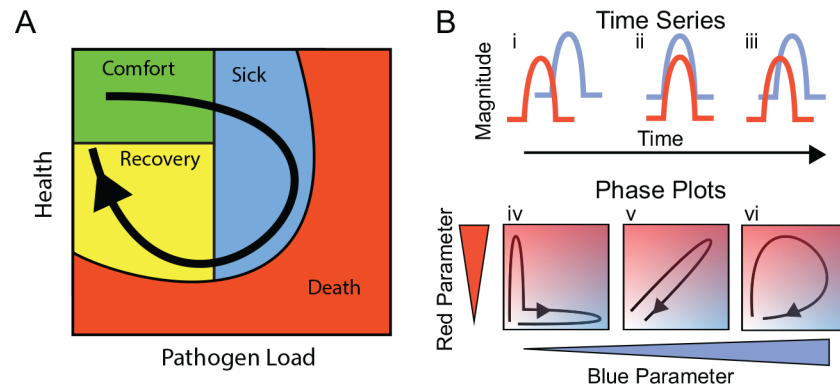 A
Comfort
Sick
Recovery
Death
Health
Pathogen Load
B
Time Series
i
ii
iii
Magnitude
Time
Phase Plots
iv
v
vi
Red Parameter
Blue Parameter